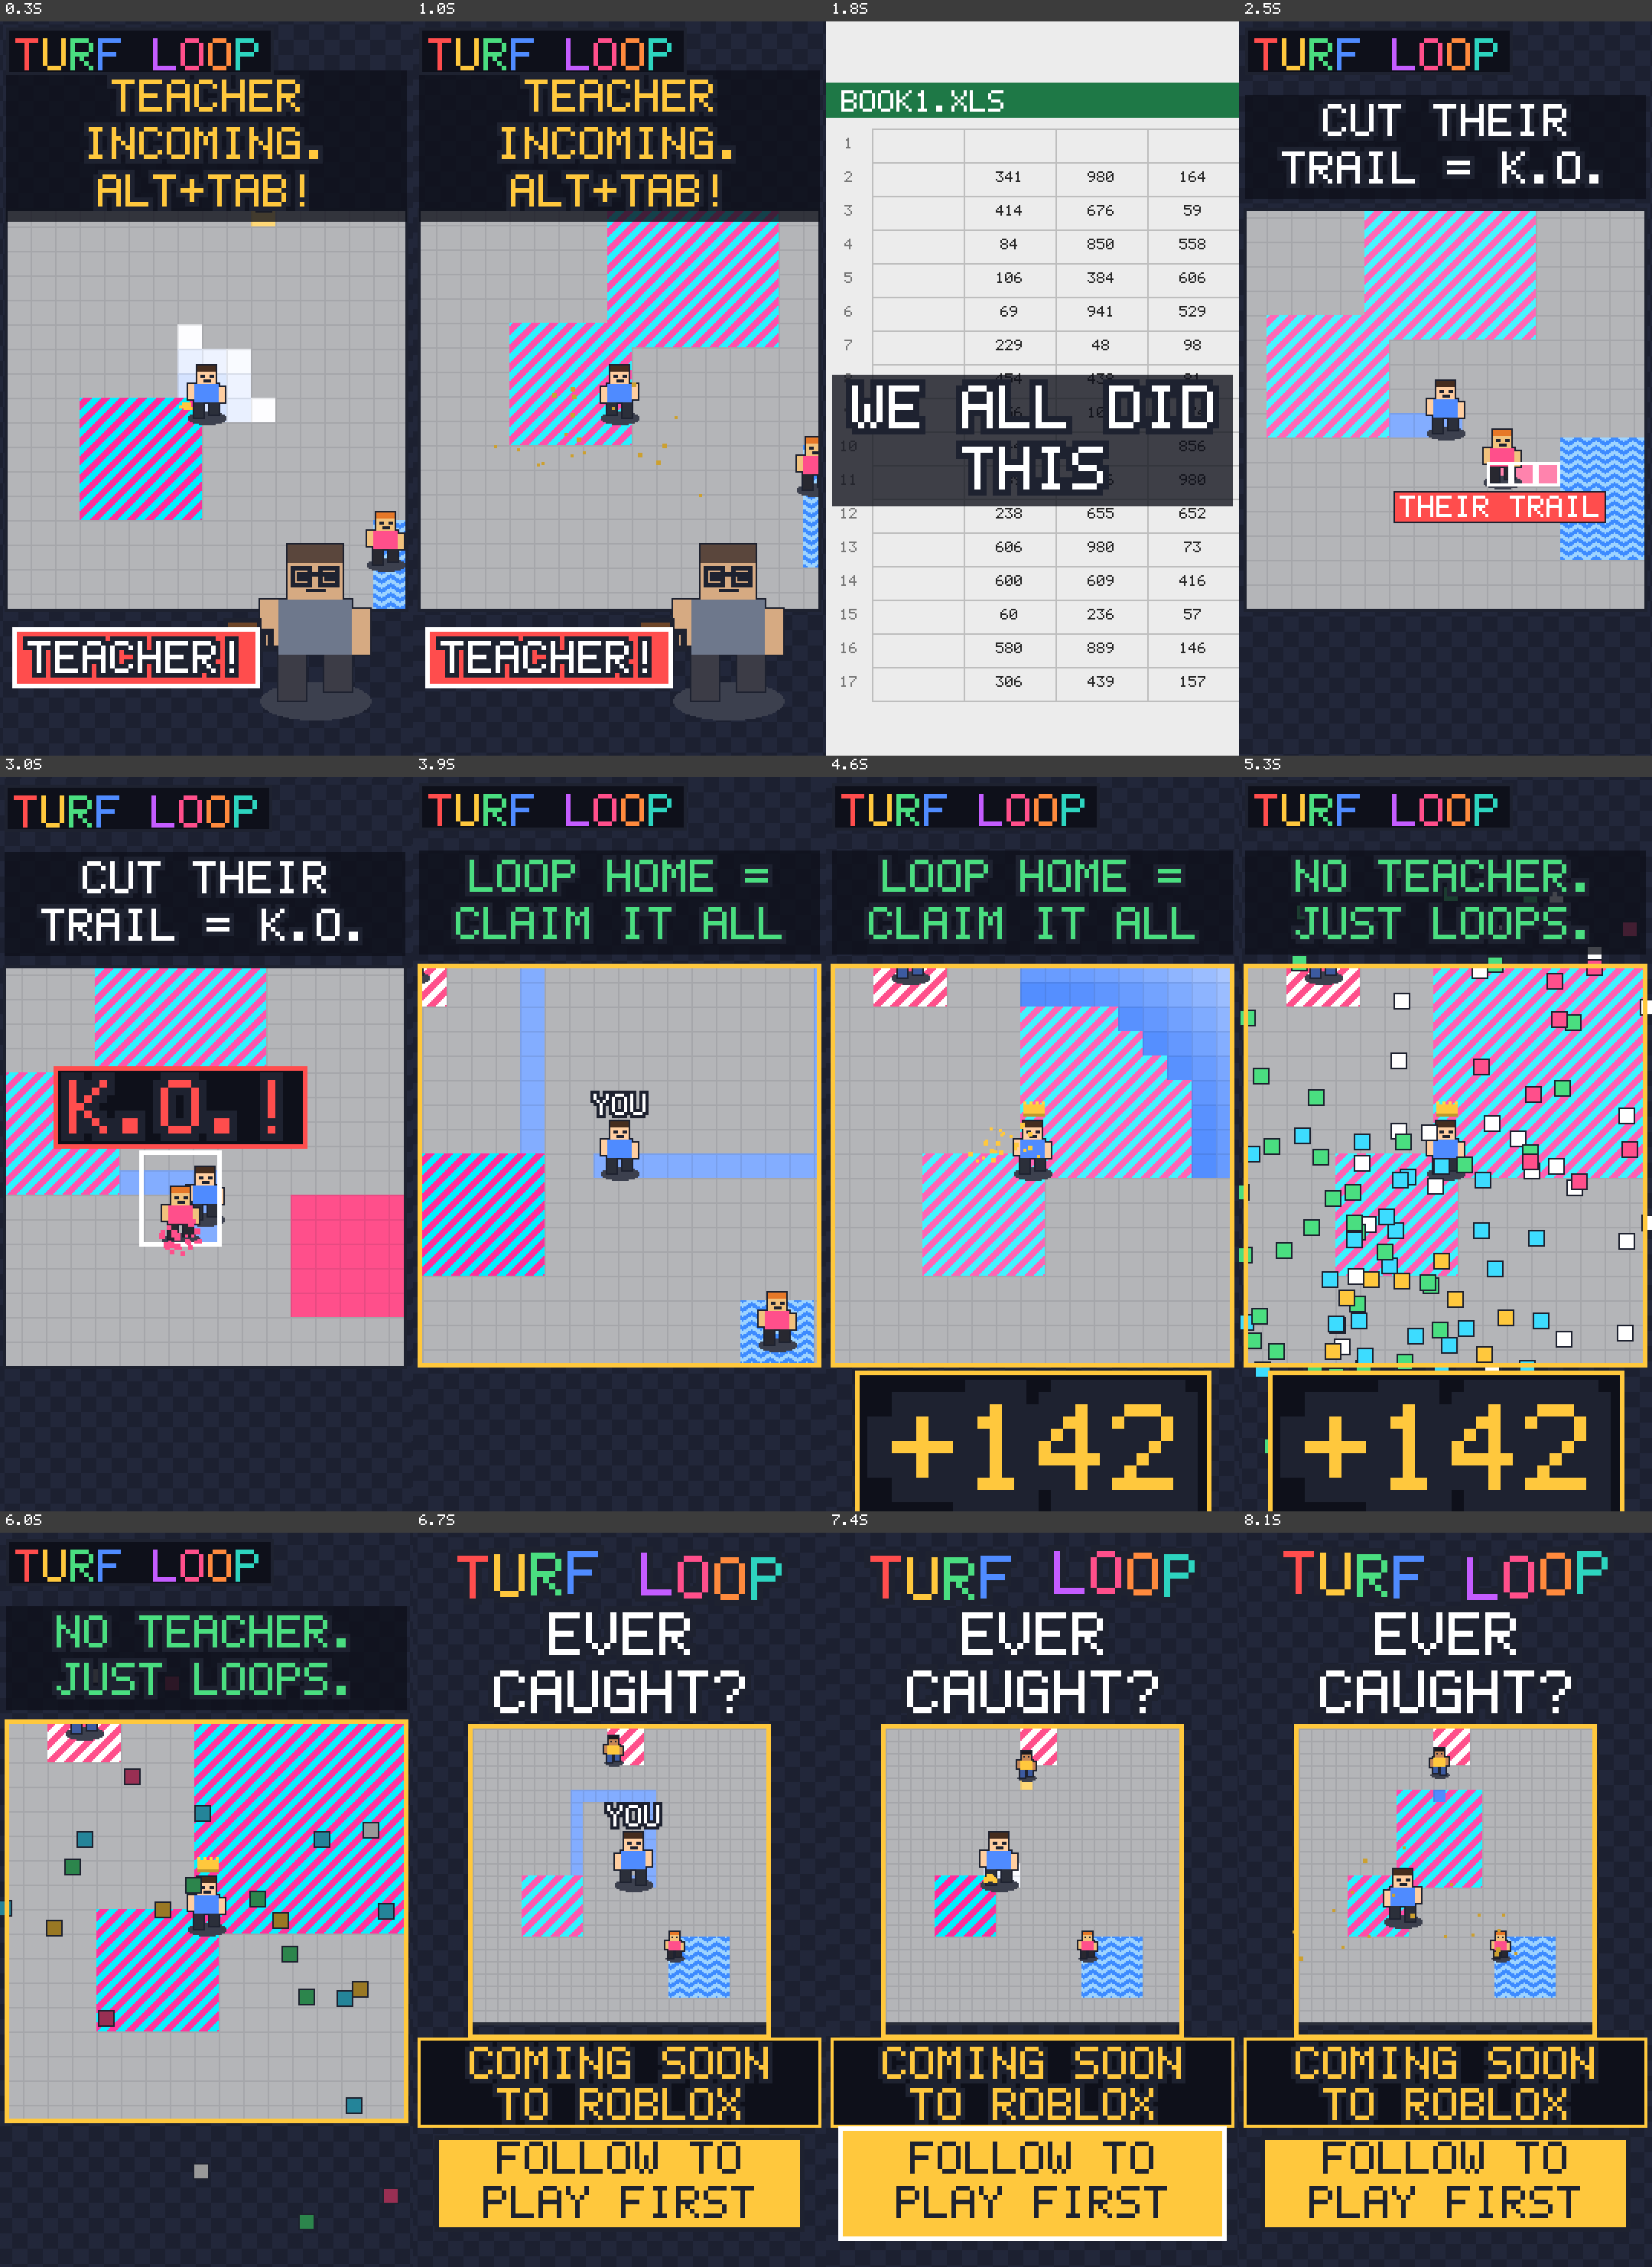 0.3S
TURF LOOP
TEACHER
INCOMING.
ALT+TAB!
TEACHER!
1.0S
TURF LOOP
TEACHER
INCOMING.
ALT+TAB!
TEACHER!
1.8S
BOOK1.XLS
1
2 341 980 164
3 414 676 59
4 84 850 558
5 106 384 606
6 69 941 529
7 229 48 98
WE ALL DID
THIS
10 856
11 980
12 238 655 652
13 606 980 73
14 600 609 416
15 60 236 57
16 580 889 146
17 306 439 157
2.5S
TURF LOOP
CUT THEIR
TRAIL = K.O.
THEIR TRAIL
3.0S
TURF LOOP
CUT THEIR
TRAIL = K.O.
K.O.!
3.9S
TURF LOOP
LOOP HOME =
CLAIM IT ALL
YOU
4.6S
TURF LOOP
LOOP HOME =
CLAIM IT ALL
+142
5.3S
TURF LOOP
NO TEACHER.
JUST LOOPS.
+142
6.0S
TURF LOOP
NO TEACHER.
JUST LOOPS.
6.7S
TURF LOOP
EVER
CAUGHT?
YOU
COMING SOON
TO ROBLOX
FOLLOW TO
PLAY FIRST
7.4S
TURF LOOP
EVER
CAUGHT?
COMING SOON
TO ROBLOX
FOLLOW TO
PLAY FIRST
8.1S
TURF LOOP
EVER
CAUGHT?
COMING SOON
TO ROBLOX
FOLLOW TO
PLAY FIRST